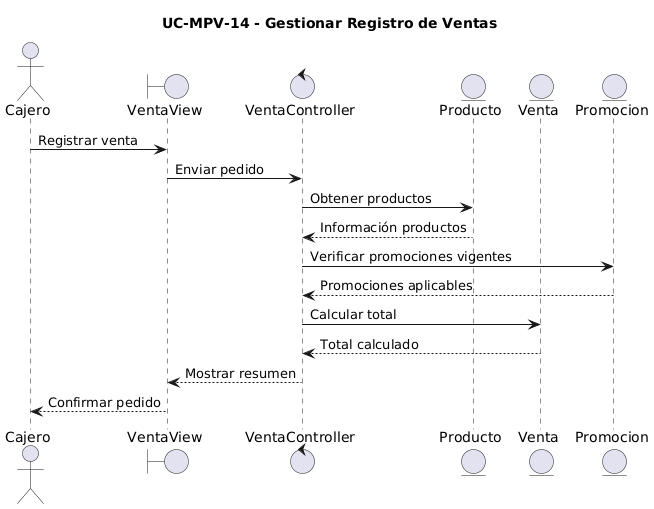 UC-MPV-14 - Gestionar Registro de Ventas
Cajero VentaView VentaController Producto Venta Promocion
Registrar venta
Enviar pedido
Obtener productos
Información productos
Verificar promociones vigentes
Promociones aplicables
Calcular total
Total calculado
Mostrar resumen
Confirmar pedido
Cajero VentaView VentaController Producto Venta Promocion